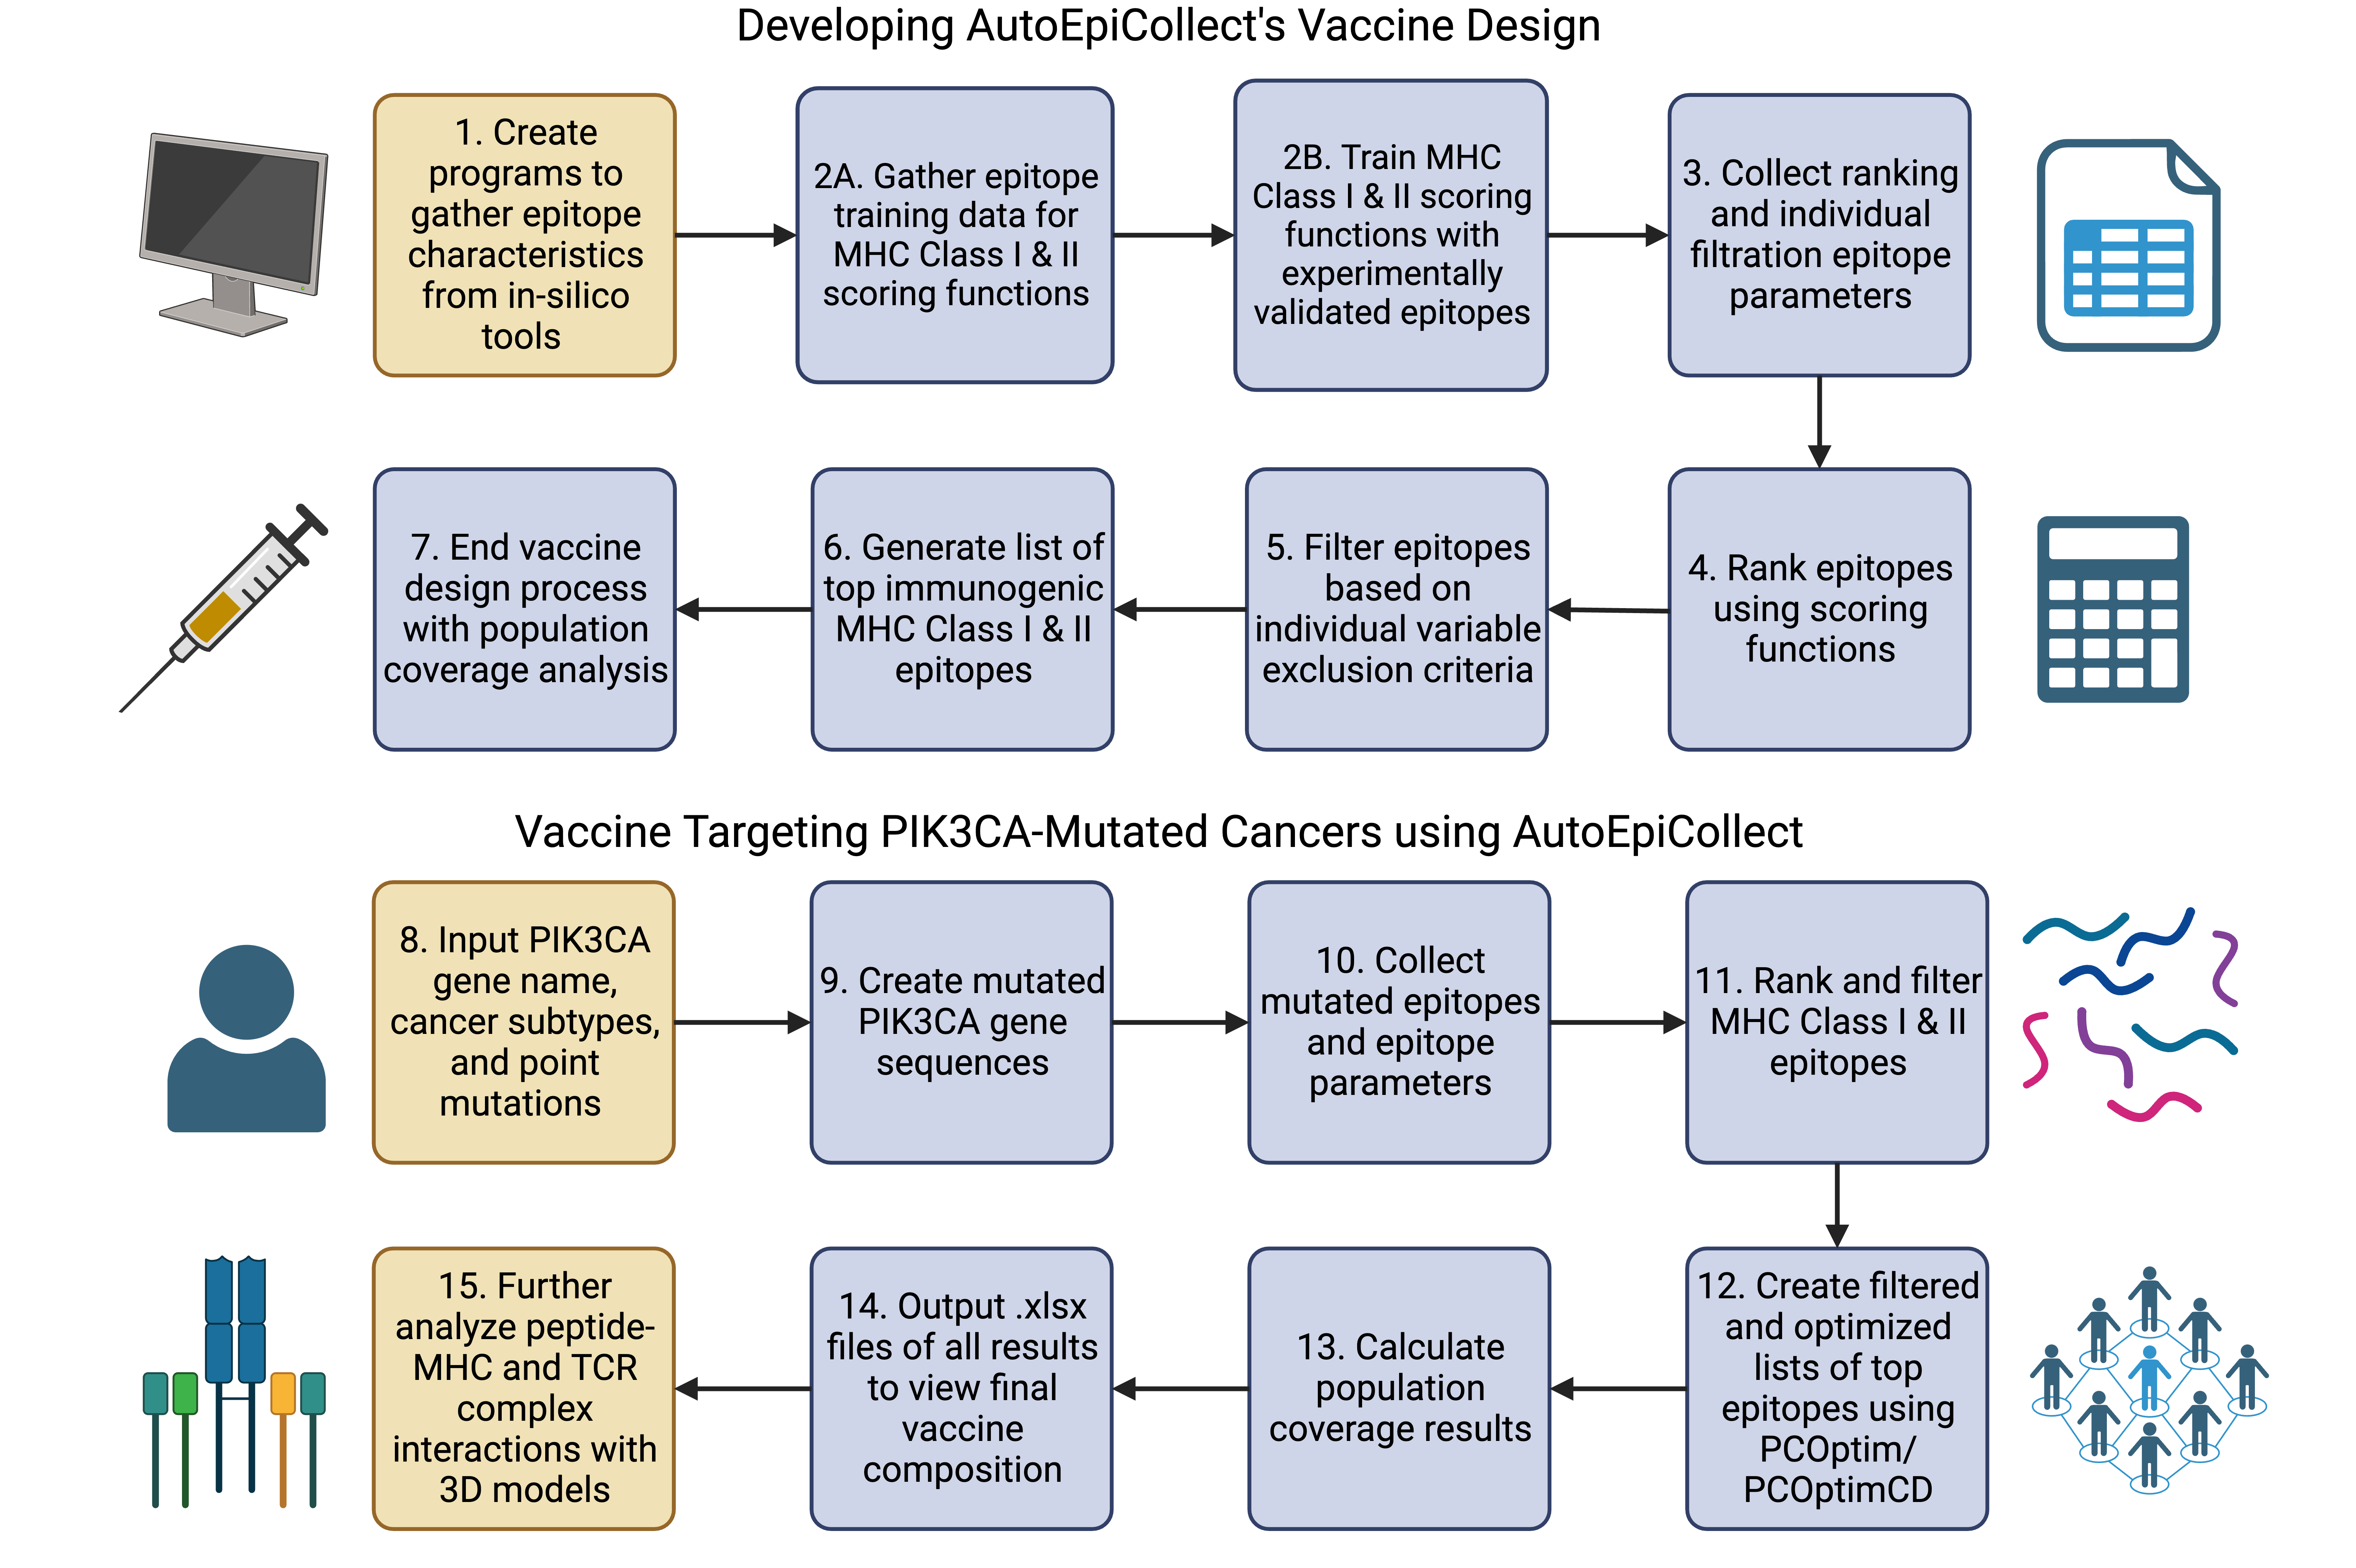 Developing AutoEpiCollect's Vaccine Design
1. Create
programs to
gather epitope
characteristics
from in-silico
tools
2A. Gather epitope
training data for
MHC Class I & II
scoring functions
2B. Train MHC
Class I & II scoring
functions with
experimentally
validated epitopes
3. Collect ranking
and individual
filtration epitope
parameters
4. Rank epitopes
using scoring
functions
5. Filter epitopes
based on
individual variable
exclusion criteria
6. Generate list of
top immunogenic
MHC Class I & II
epitopes
7. End vaccine
design process
with population
coverage analysis
Vaccine Targeting PIK3CA-Mutated Cancers using AutoEpiCollect
8. Input PIK3CA
gene name,
cancer subtypes,
and point
mutations
9. Create mutated
PIK3CA gene
sequences
10. Collect
mutated epitopes
and epitope
parameters
11. Rank and filter
MHC Class I & II
epitopes
12. Create filtered
and optimized
lists of top
epitopes using
PCOptim/
PCOptimCD
13. Calculate
population
coverage results
14. Output .xlsx
files of all results
to view final
vaccine
composition
15. Further
analyze peptide-
MHC and TCR
complex
interactions with
3D models